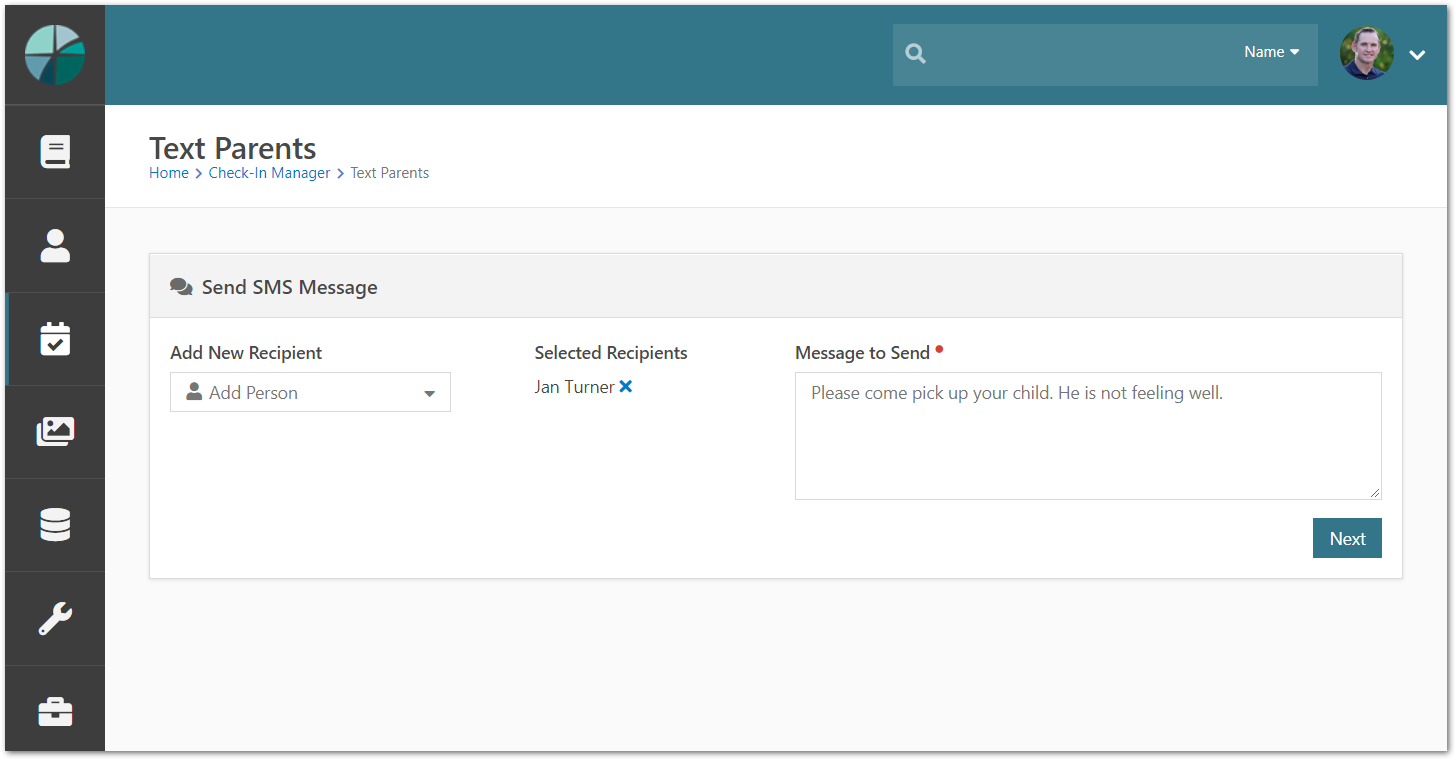 Name
Text Parents
Home > Check-In Manager > Text Parents
Send SMS Message
Add New Recipient
Add Person
Selected Recipients
Jan Turner
Message to Send
Please come pick up your child. He is not feeling well.
Next